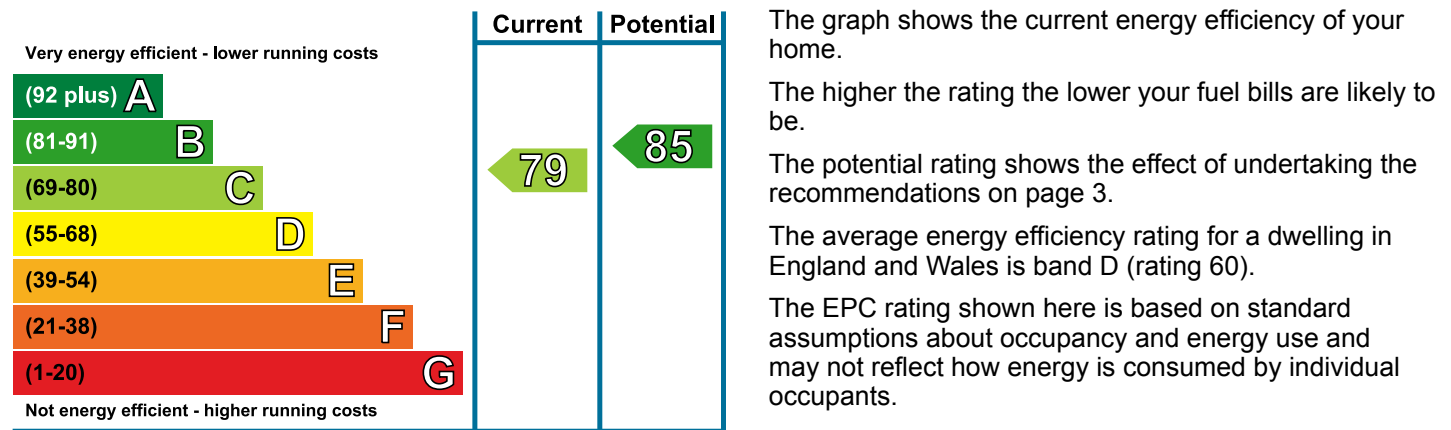 Current Potential
Very energy efficient - lower running costs
(92 plus) A
(81-91) B
(69-80) C
(55-68) D
(39-54) E
(21-38) F
(1-20) G
79
85
Not energy efficient - higher running costs
The graph shows the current energy efficiency of your
home.
The higher the rating the lower your fuel bills are likely to
be.
The potential rating shows the effect of undertaking the
recommendations on page 3.
The average energy efficiency rating for a dwelling in
England and Wales is band D (rating 60).
The EPC rating shown here is based on standard
assumptions about occupancy and energy use and
may not reflect how energy is consumed by individual
occupants.